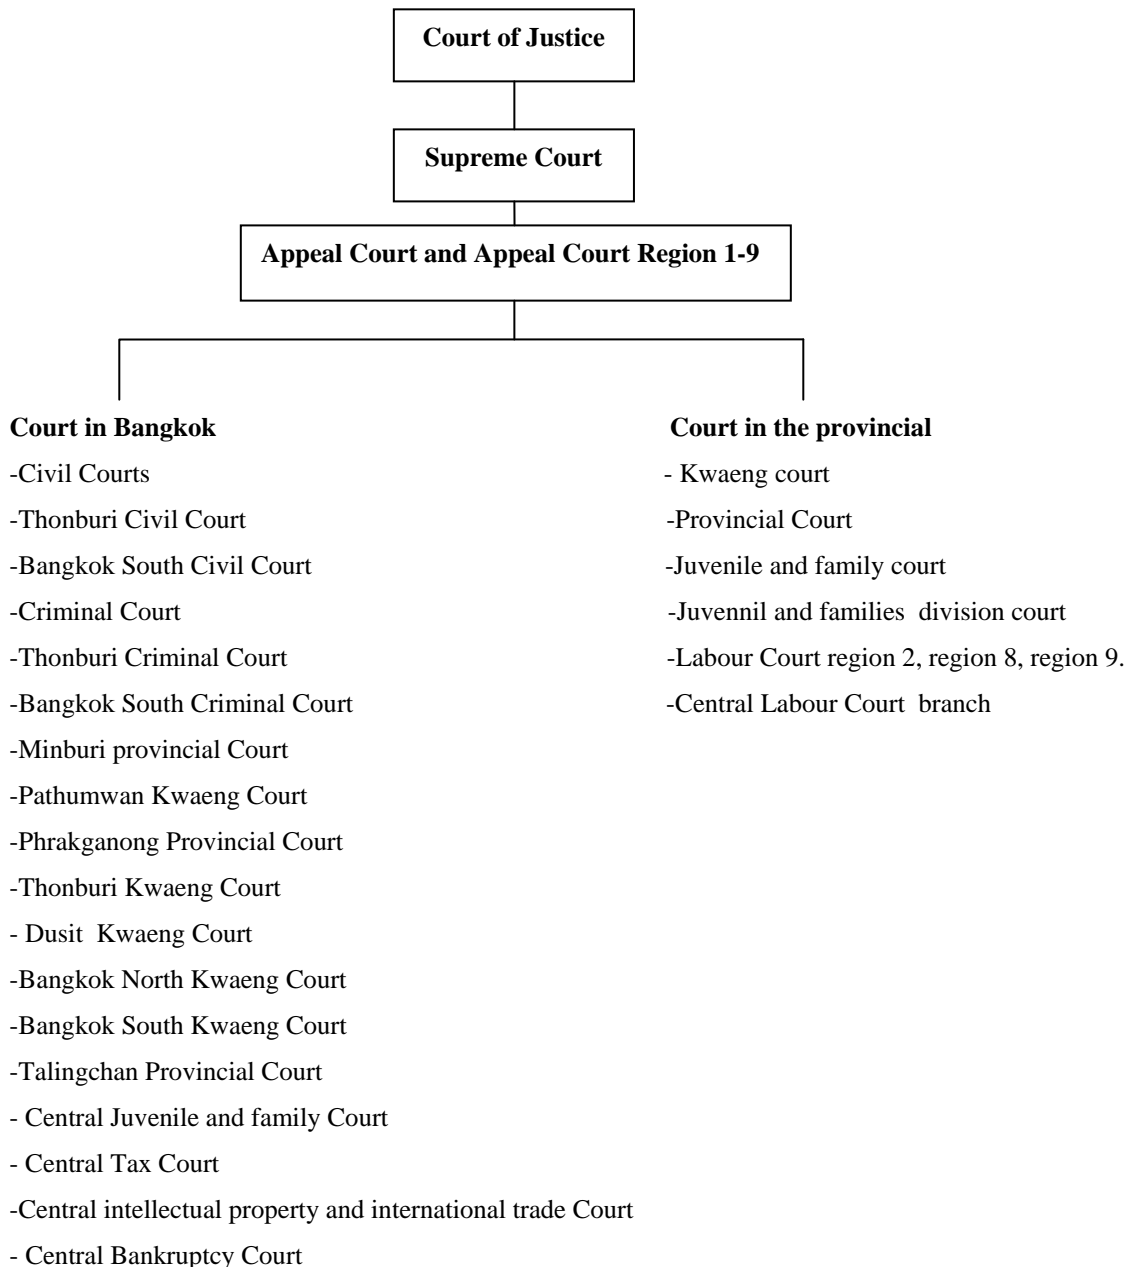 Court of Justice
Supreme Court
Appeal Court and Appeal Court Region 1-9
Court in Bangkok
-Civil Courts
-Thonburi Civil Court
-Bangkok South Civil Court
-Criminal Court
-Thonburi Criminal Court
-Bangkok South Criminal Court
-Minburi provincial Court
-Pathumwan Kwaeng Court
-Phrakganong Provincial Court
-Thonburi Kwaeng Court
- Dusit Kwaeng Court
-Bangkok North Kwaeng Court
-Bangkok South Kwaeng Court
-Talingchan Provincial Court
- Central Juvenile and family Court
- Central Tax Court
-Central intellectual property and international trade Court
- Central Bankruptcy Court
Court in the provincial
- Kwaeng court
-Provincial Court
-Juvenile and family court
-Juvennil and families division court
-Labour Court region 2, region 8, region 9.
-Central Labour Court branch